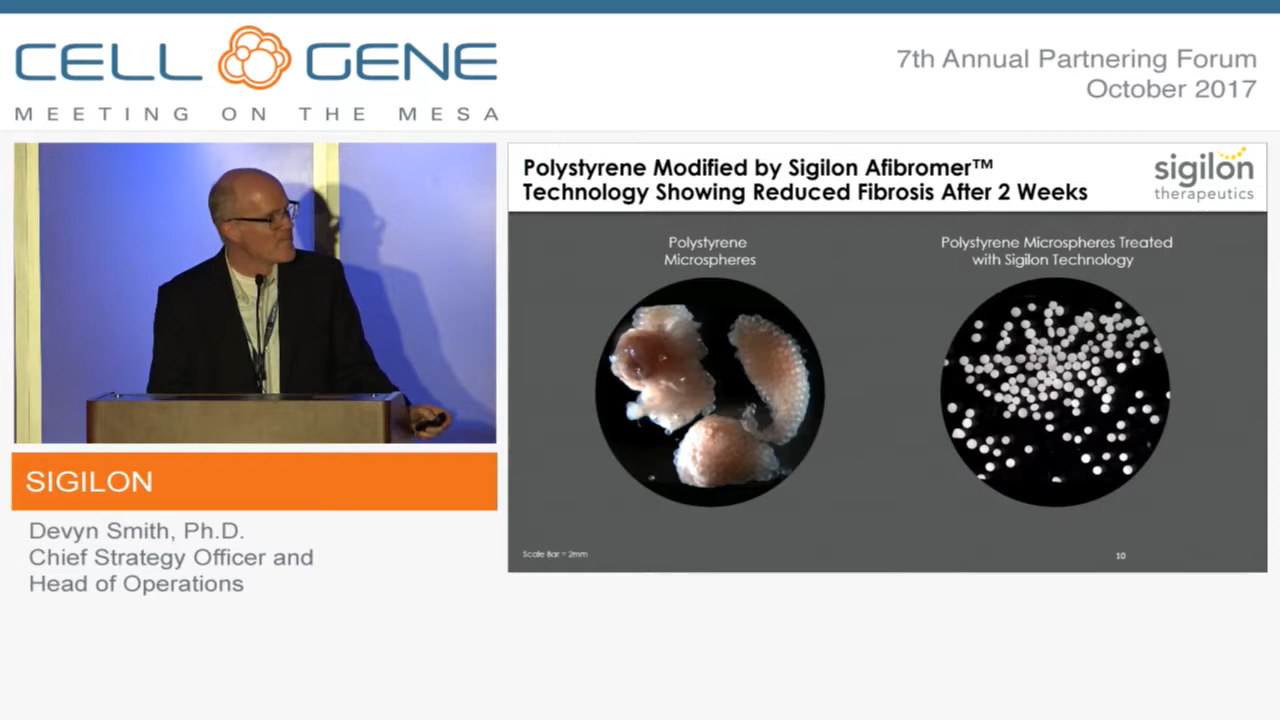 CELL GENE
MEETING ON THE MESA
7th Annual Partnering Forum
October 2017
Polystyrene Modified by Sigilon Afibromer™
Technology Showing Reduced Fibrosis After 2 Weeks
sigilon
therapeutics
Polystyrene
Microspheres
Polystyrene Microspheres Treated
with Sigilon Technology
Scale Bar = 2mm
10
SIGILON
Devyn Smith, Ph.D.
Chief Strategy Officer and
Head of Operations